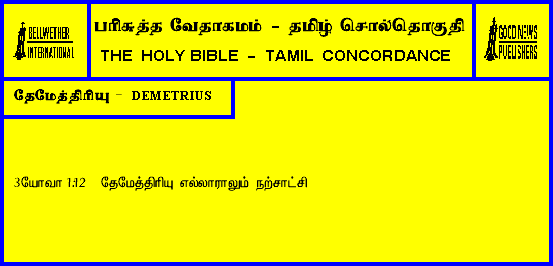 BELLWETHER
INTERNATIONAL
பரிசுத்த வேதாகமம் - தமிழ் சொல்தொகுதி
THE HOLY BIBLE - TAMIL CONCORDANCE
GOOD NEWS
PUBLISHERS
தேமேத்திரியு - DEMETRIUS
3யோவா 1:12 தேமேத்திரியு எல்லாராலும் நற்சாட்சி